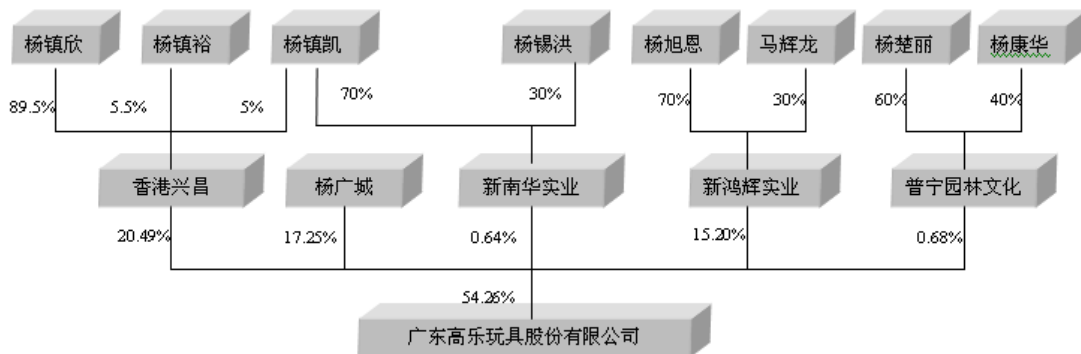 杨镇欣
杨镇裕
杨镇凯
杨锡洪
杨旭恩
马辉龙
杨楚丽
杨康华
89.5%
5.5%
5%
70%
30%
70%
30%
60%
40%
香港兴昌
杨广城
新南华实业
新鸿辉实业
普宁园林文化
20.49%
17.25%
0.64%
15.20%
0.68%
54.26%
广东高乐玩具股份有限公司